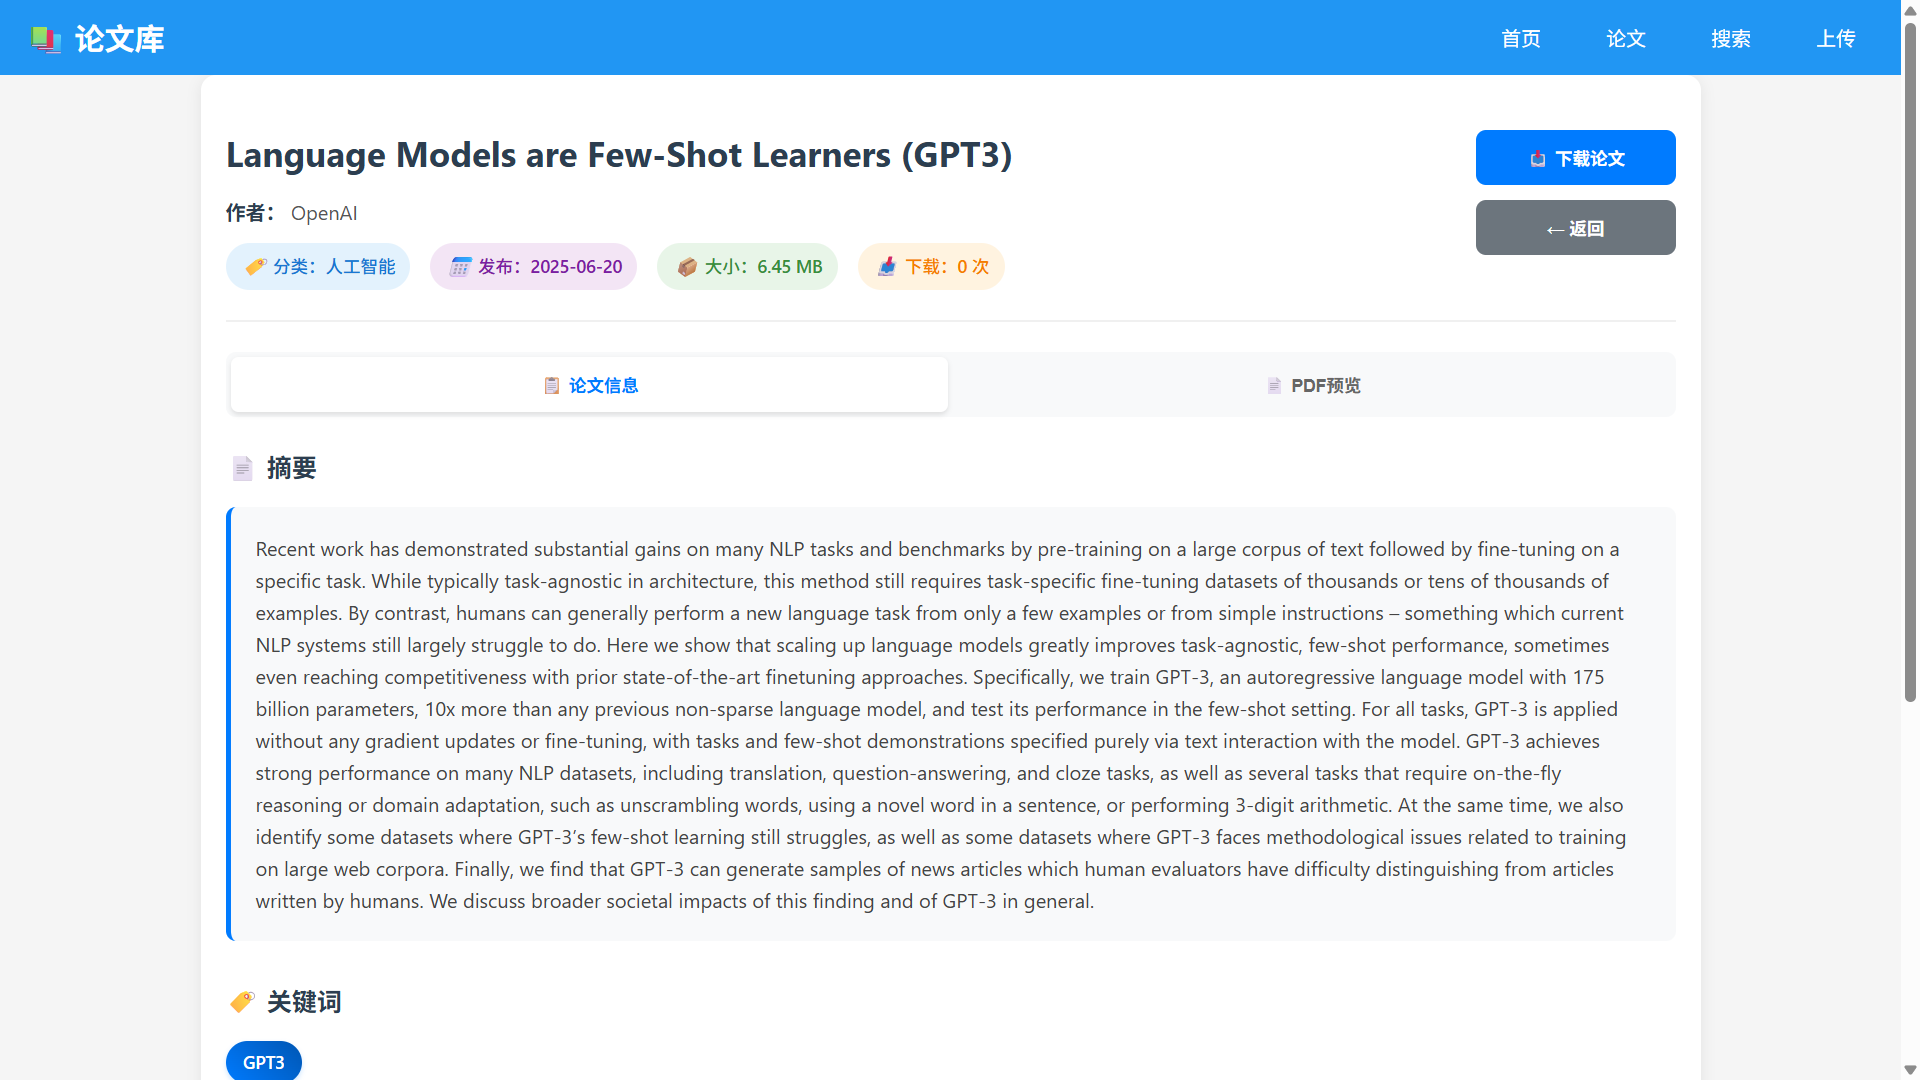 论文库
首页
论文
搜索
上传
Language Models are Few-Shot Learners (GPT3)
作者： OpenAI
分类：人工智能
发布：2025-06-20
大小：6.45 MB
下载：0 次
下载论文
←返回
论文信息
PDF预览
摘要
Recent work has demonstrated substantial gains on many NLP tasks and benchmarks by pre-training on a large corpus of text followed by fine-tuning on a
specific task. While typically task-agnostic in architecture, this method still requires task-specific fine-tuning datasets of thousands or tens of thousands of
examples. By contrast, humans can generally perform a new language task from only a few examples or from simple instructions – something which current
NLP systems still largely struggle to do. Here we show that scaling up language models greatly improves task-agnostic, few-shot performance, sometimes
even reaching competitiveness with prior state-of-the-art finetuning approaches. Specifically, we train GPT-3, an autoregressive language model with 175
billion parameters, 10x more than any previous non-sparse language model, and test its performance in the few-shot setting. For all tasks, GPT-3 is applied
without any gradient updates or fine-tuning, with tasks and few-shot demonstrations specified purely via text interaction with the model. GPT-3 achieves
strong performance on many NLP datasets, including translation, question-answering, and cloze tasks, as well as several tasks that require on-the-fly
reasoning or domain adaptation, such as unscrambling words, using a novel word in a sentence, or performing 3-digit arithmetic. At the same time, we also
identify some datasets where GPT-3’s few-shot learning still struggles, as well as some datasets where GPT-3 faces methodological issues related to training
on large web corpora. Finally, we find that GPT-3 can generate samples of news articles which human evaluators have difficulty distinguishing from articles
written by humans. We discuss broader societal impacts of this finding and of GPT-3 in general.
关键词
GPT3